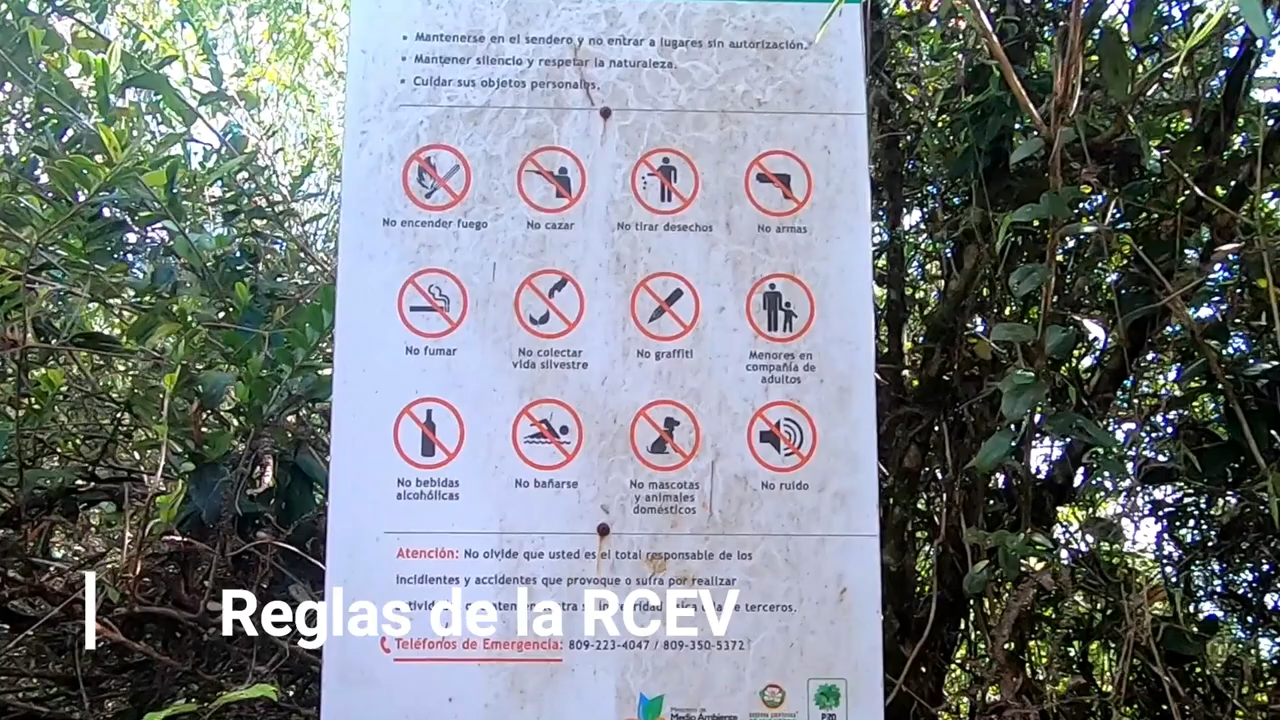 Mantenerse en el sendero y no entrar a lugares sin autorización.
Mantener silencio y respetar la naturaleza.
Cuidar sus objetos personales.
No encender fuego
No cazar
No tirar desechos
No armas
No fumar
No colectar
vida silvestre
No graffiti
Menores en
compañía de
adultos
No bebidas
alcohólicas
No bañarse
No mascotas
y animales
domésticos
No ruido
Atención: No olvide que usted es el total responsable de los
incidentes y accidentes que provoque o sufra por realizar
de terceros.
Reglas de la RCEV
Teléfonos de Emergencia: 809-223-4047 / 809-350-5372
Medio Ambiente